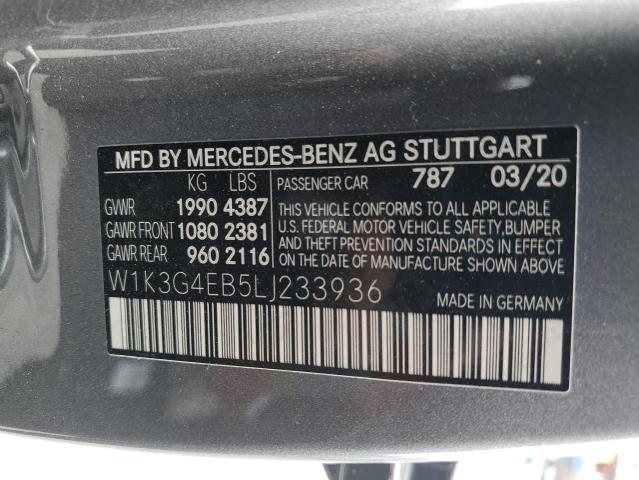 MFD BY MERCEDES-BENZ AG STUTTGART
KG LBS PASSENGER CAR 787 03/20
GVWR 1990 4387
GAWR FRONT 1080 2381
GAWR REAR 960 2116
THIS VEHICLE CONFORMS TO ALL APPLICABLE
U.S. FEDERAL MOTOR VEHICLE SAFETY,BUMPER
AND THEFT PREVENTION STANDARDS IN EFFECT
ON THE DATE OF MANUFACTURE SHOWN ABOVE.
W1K3G4EB5LJ233936
MADE IN GERMANY